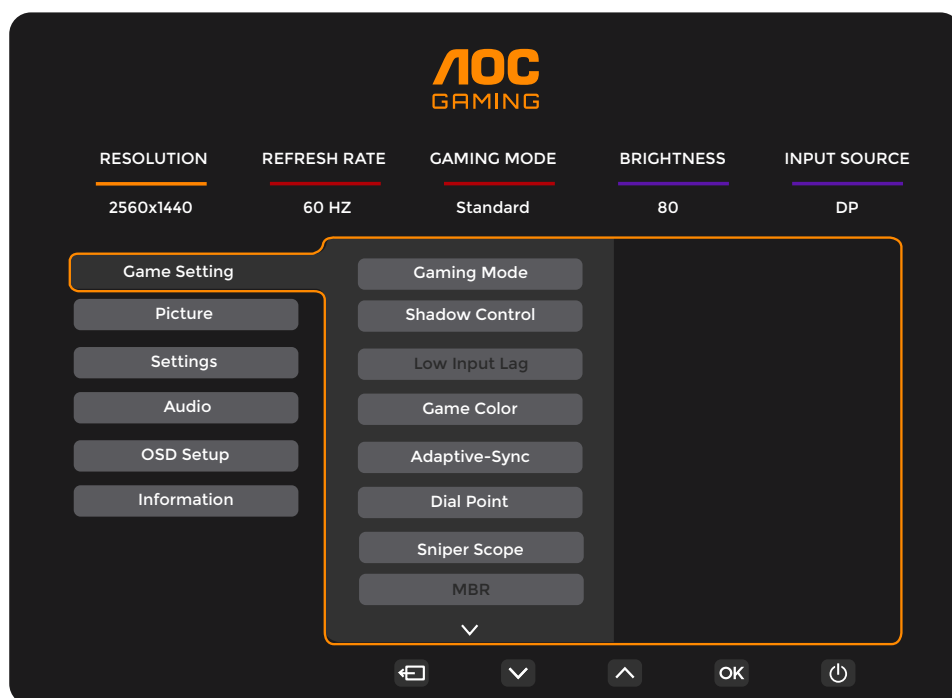 AOC
GAMING
RESOLUTION REFRESH RATE GAMING MODE BRIGHTNESS INPUT SOURCE
2560x1440 60 HZ Standard 80 DP
Game Setting
Picture
Settings
Audio
OSD Setup
Information
Gaming Mode
Shadow Control
Low Input Lag
Game Color
Adaptive-Sync
Dial Point
Sniper Scope
MBR
OK